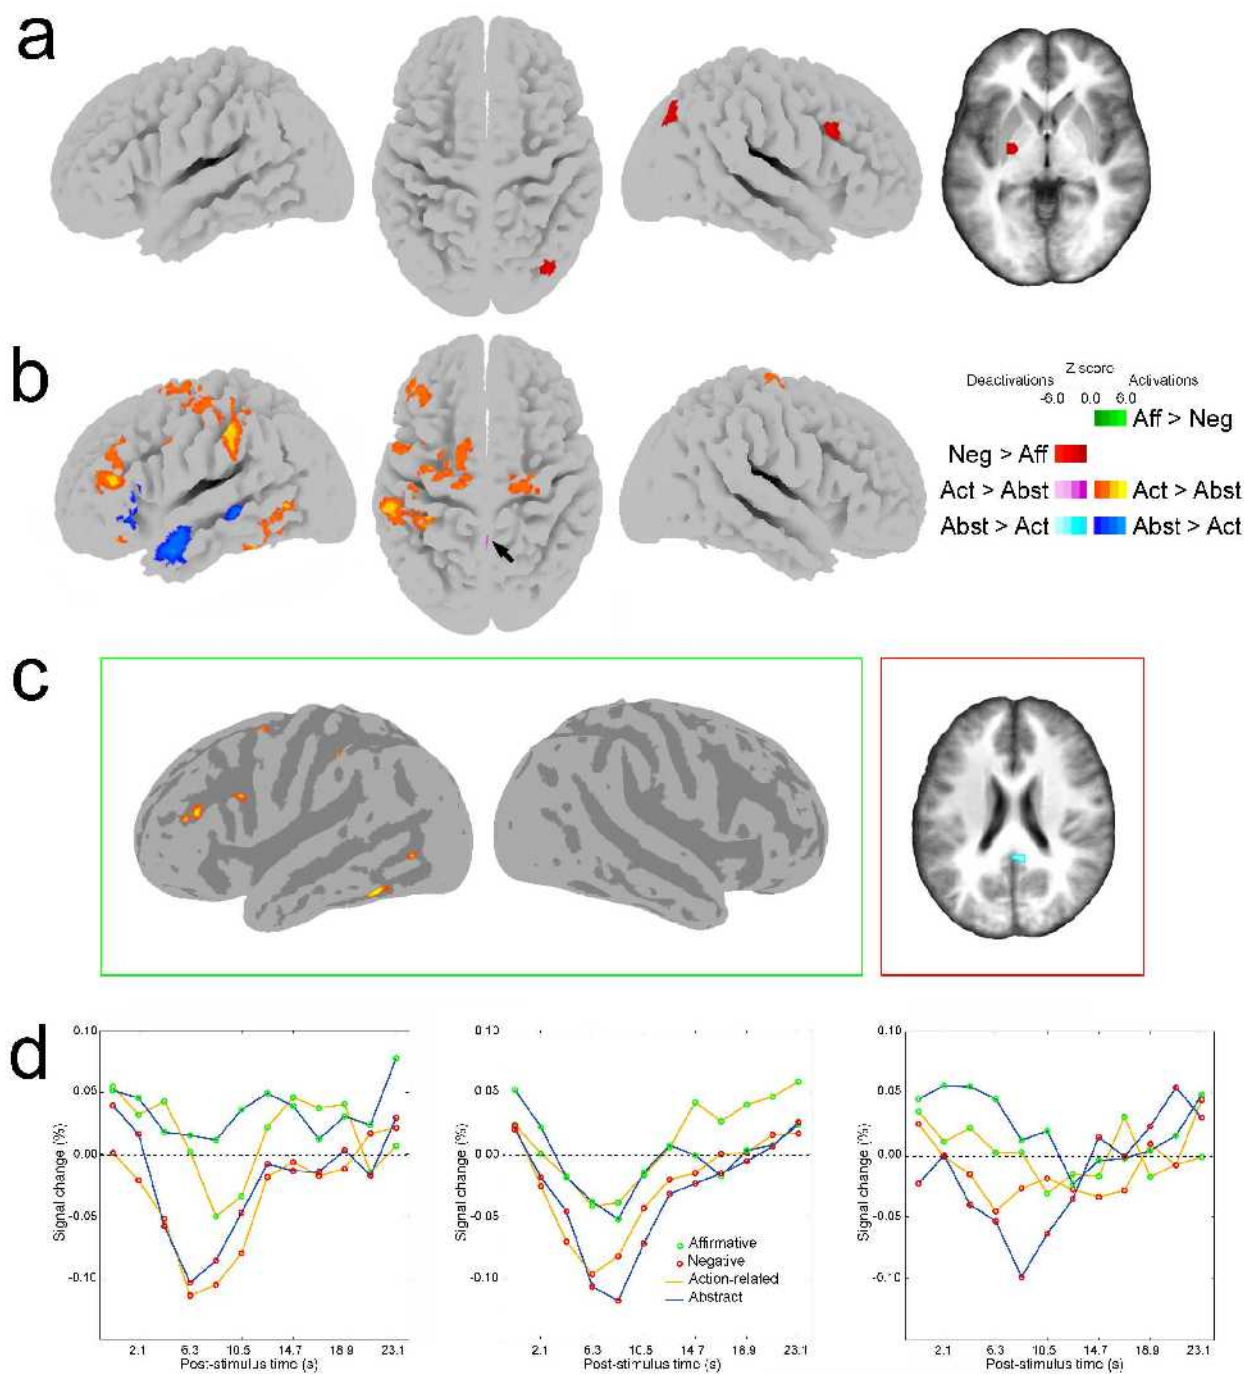 a
b
Z score
Deactivations
Activations
-6.0 0.0 6.0
Aff > Neg
Neg > Aff
Act > Abst
Act > Abst
Abst > Act
Abst > Act
c
d
0.10
0.05
0.00
-0.05
-0.10
Signal change (%)
2.1 6.3 10.5 14.7 18.9 23.1
Post-stimulus time (s)
0.10
0.05
0.00
-0.05
-0.10
Signal change (%)
Affirmative
Negative
Action-related
Abstract
2.1 6.3 10.5 14.7 18.9 23.1
Post-stimulus time (s)
0.10
0.05
0.00
-0.05
-0.10
Signal change (%)
2.1 6.3 10.5 14.7 18.9 23.1
Post-stimulus time (s)